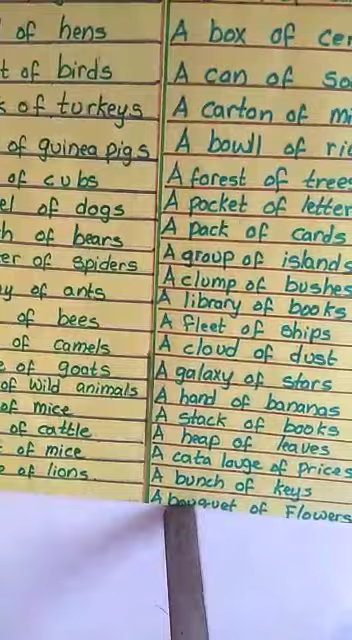 of hens
of birds
of turkeys
of guinea pigs
of cubs
of dogs
of bears
of spiders
of ants
of bees
of camels
of goats
of wild animals
of mice
of cattle
of mice
of lions.
A box of
A can of
A carton of
A bowll of
A forest of trees
A pocket of letter
A pack of cards
A group of islands
A clump of bushes
A library of books
A fleet of ships
A cloud of dust
A galaxy of stars
A hand of bananas
A stack of books
A heap of leaves
A cata louge of prices
A bunch of keys
A bouquet of Flowers